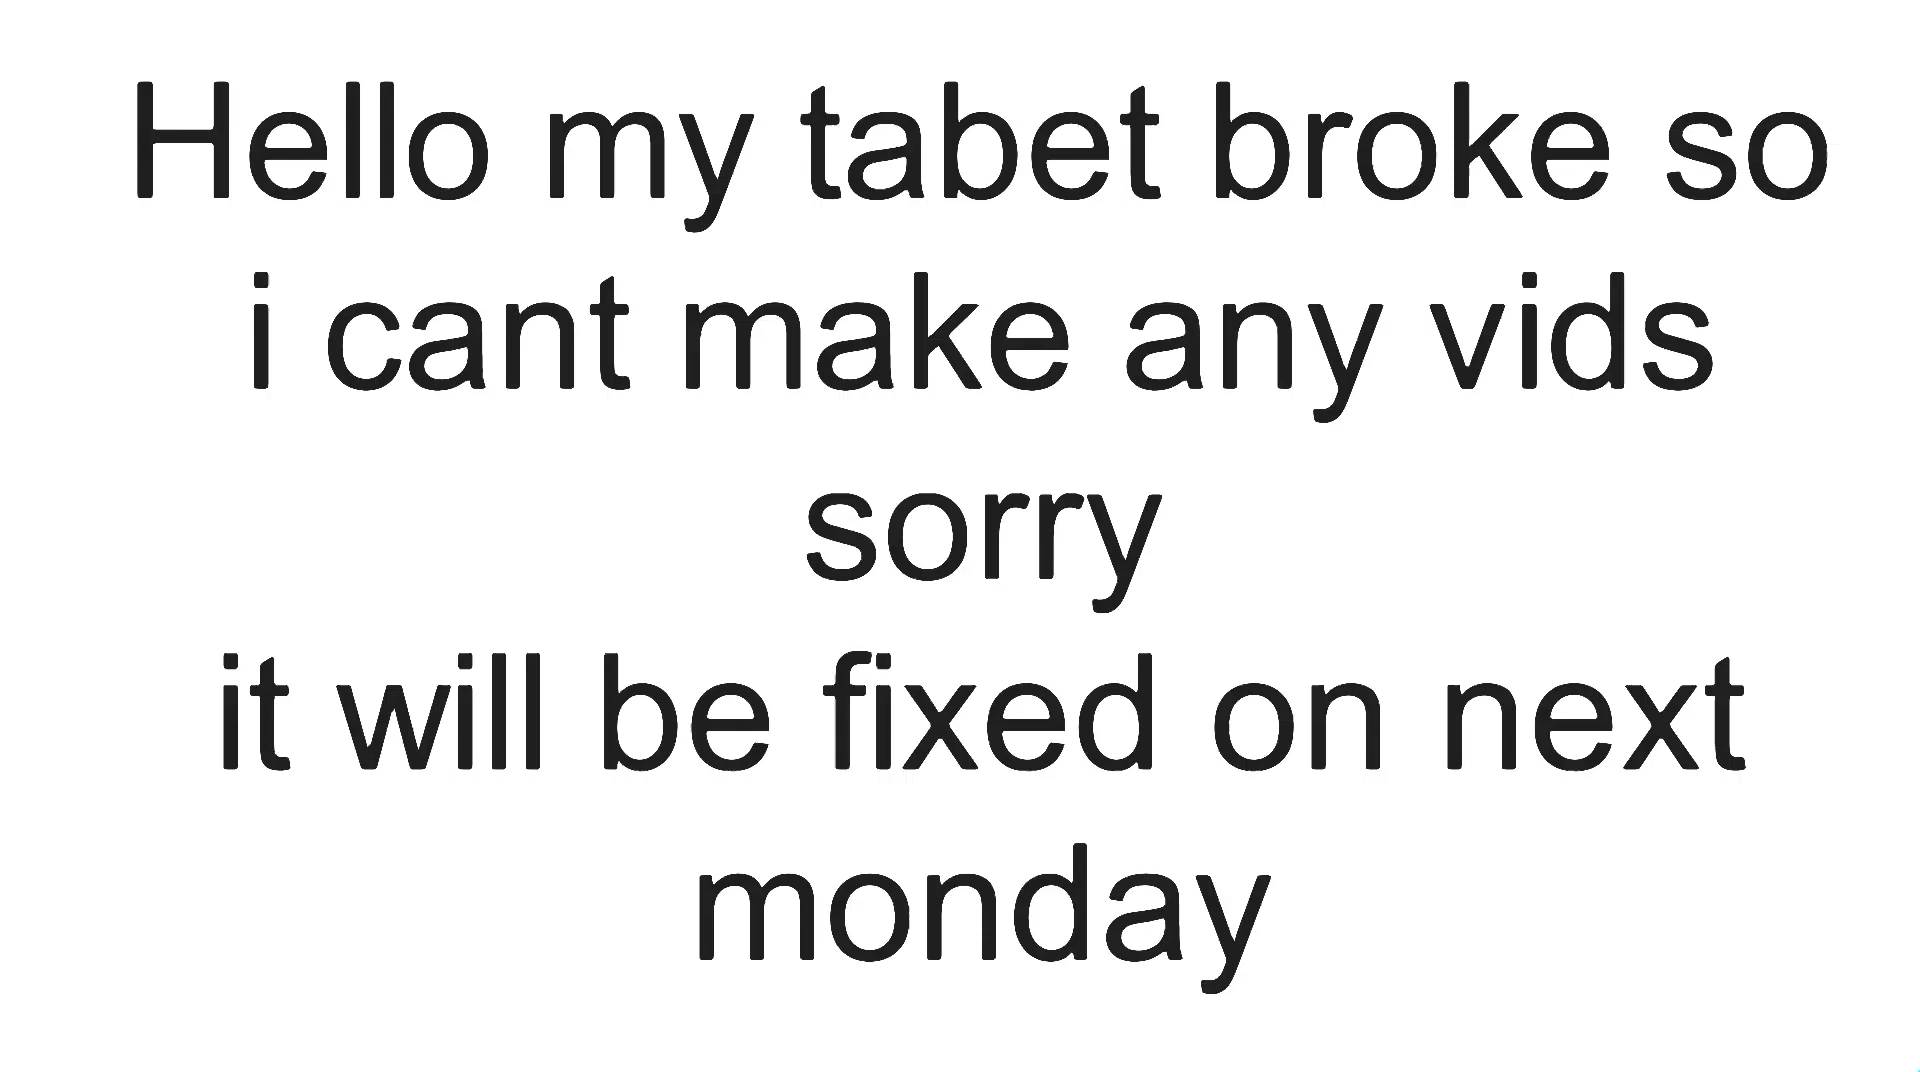 Hello my tabet broke so
i cant make any vids
sorry
it will be fixed on next
monday